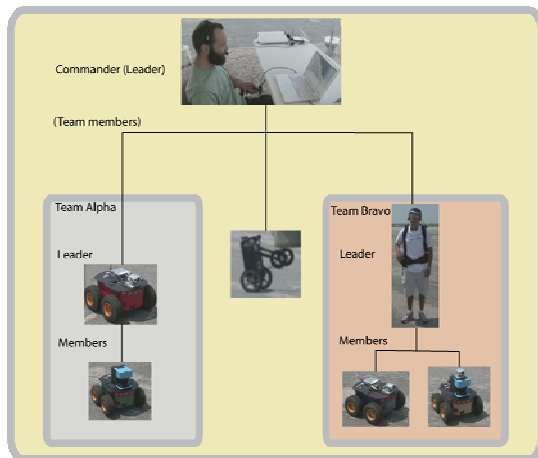 Commander (Leader)
(Team members)
Team Alpha
Leader
Members
Team Bravo
Leader
Members